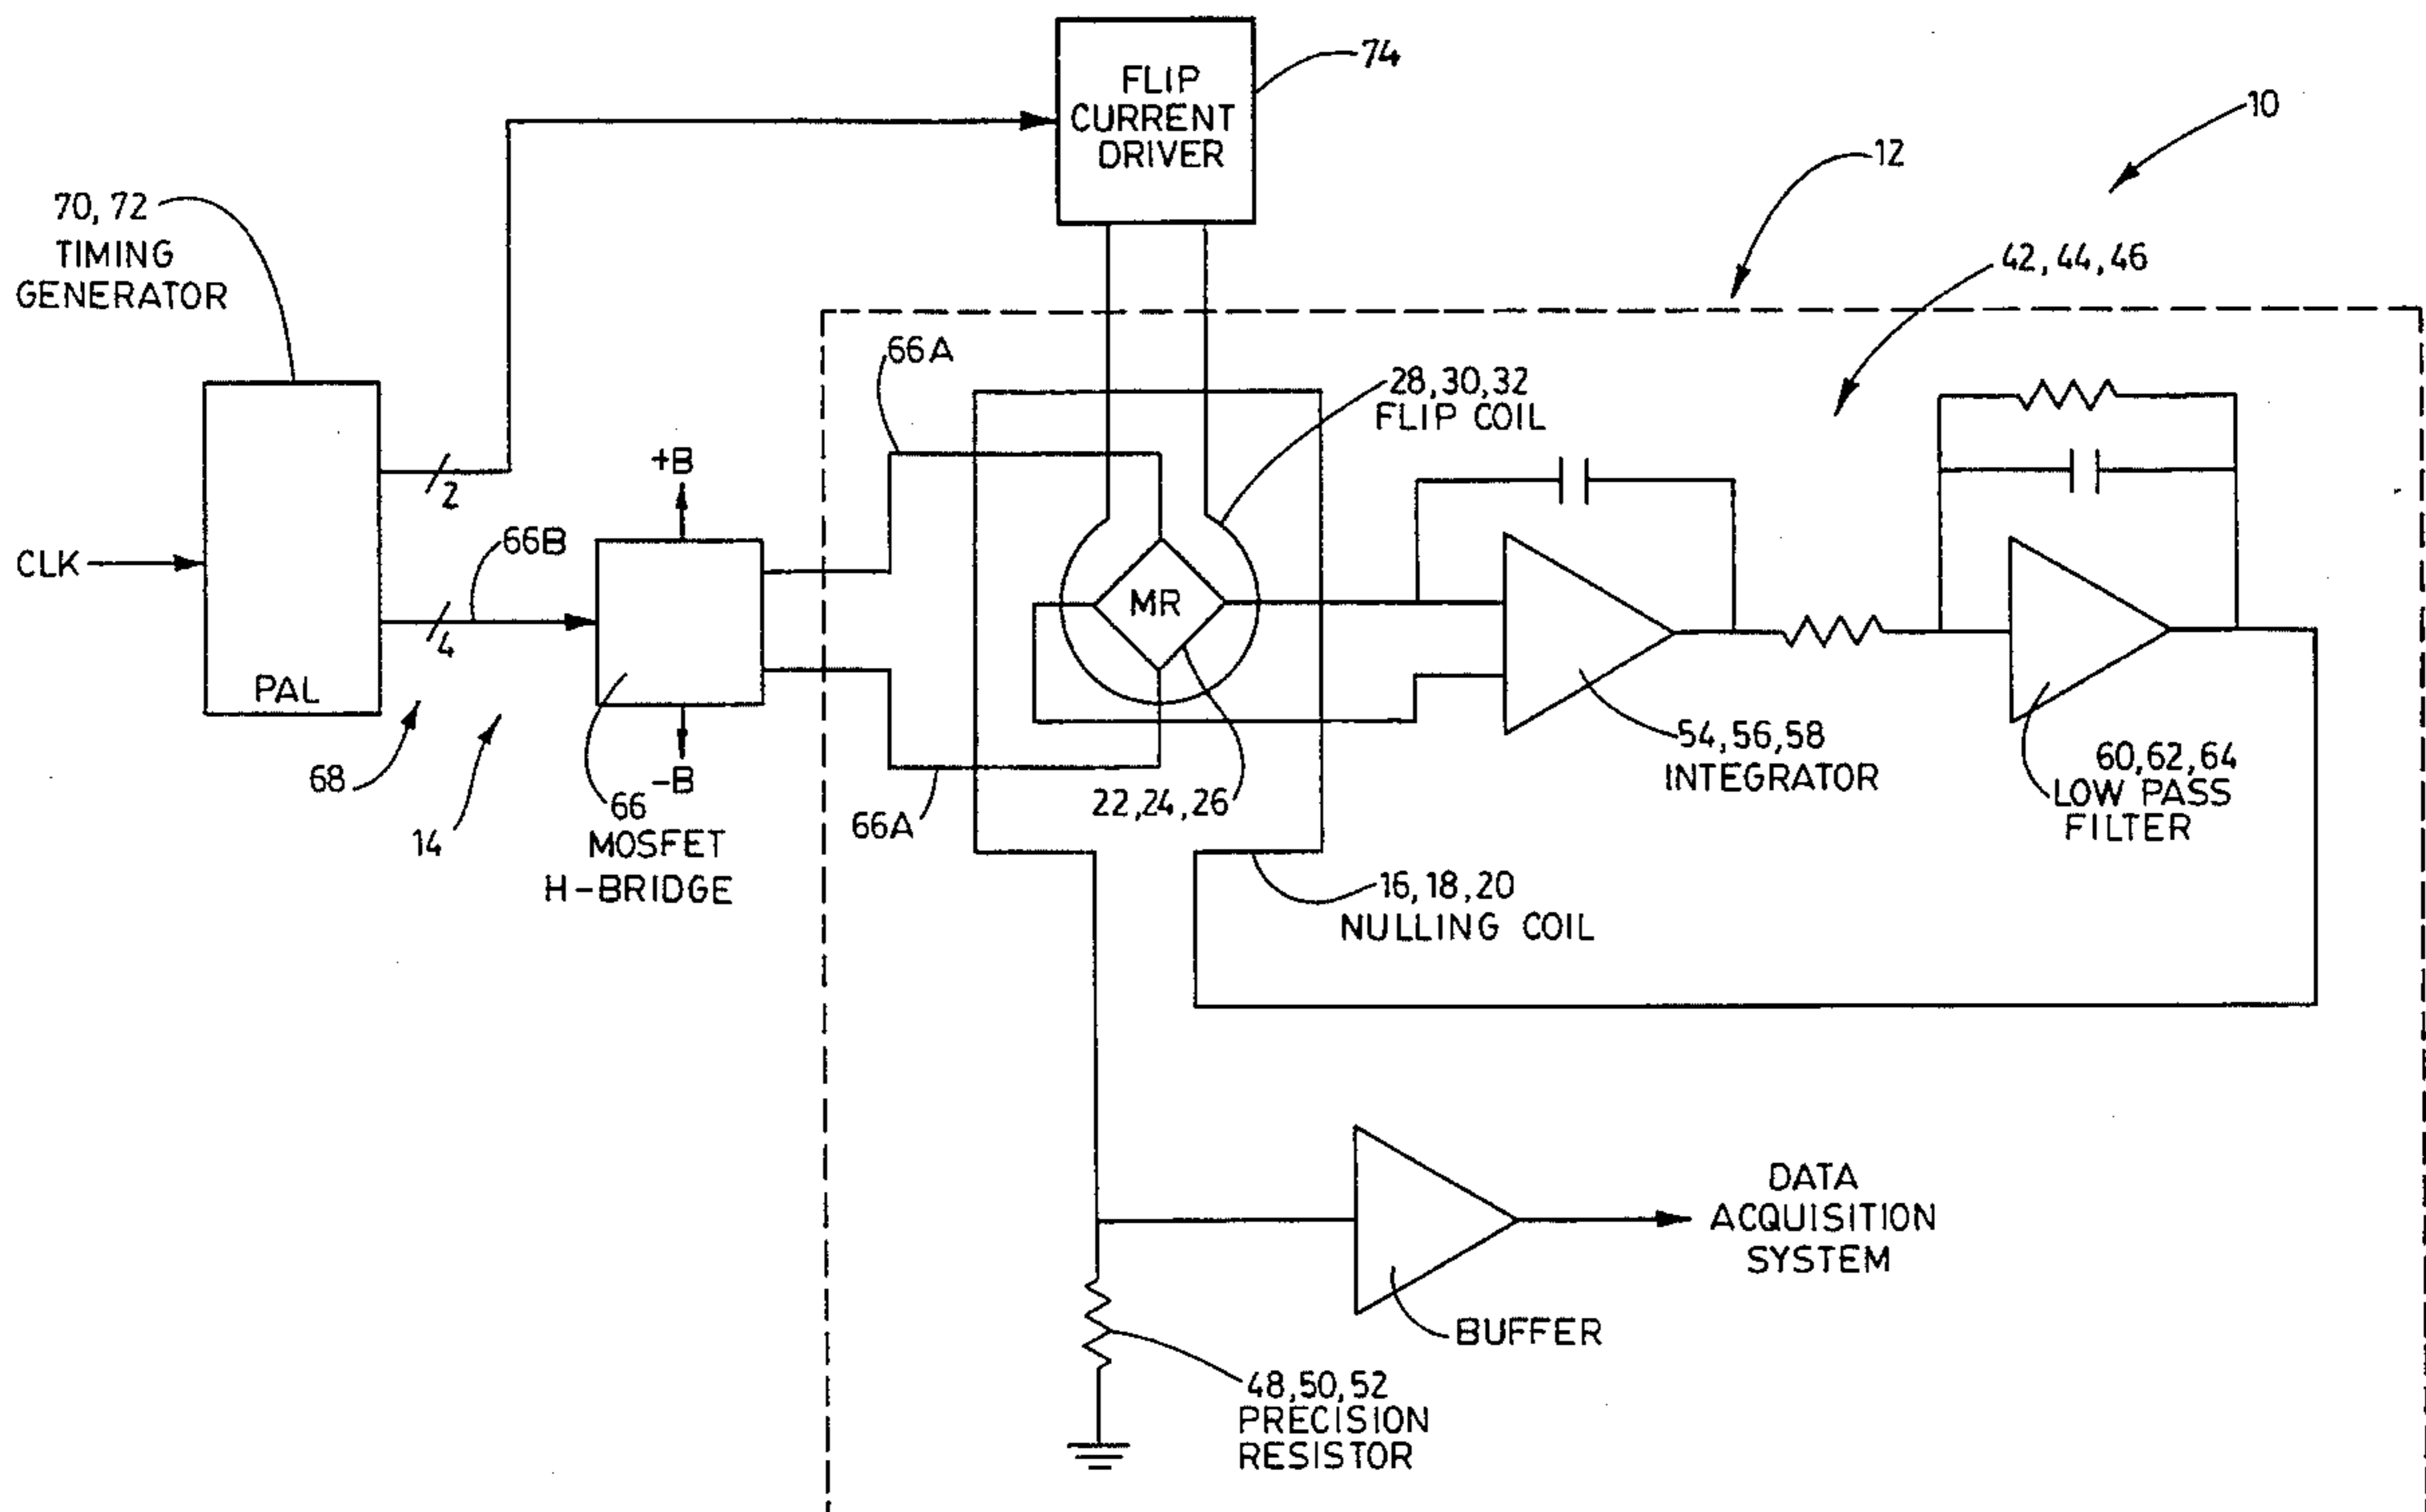 FLIP
CURRENT
DRIVER
74
10
12
42, 44, 46
70, 72
TIMING
GENERATOR
66A
28, 30, 32
FLIP COIL
+B
2
CLK
66B
4
PAL
MR
68
14
-B
66
MOSFET
H-BRIDGE
66A
22, 24, 26
54, 56, 58
INTEGRATOR
60, 62, 64
LOW PASS
FILTER
16, 18, 20
NULLING COIL
DATA
ACQUISITION
SYSTEM
BUFFER
48, 50, 52
PRECISION
RESISTOR